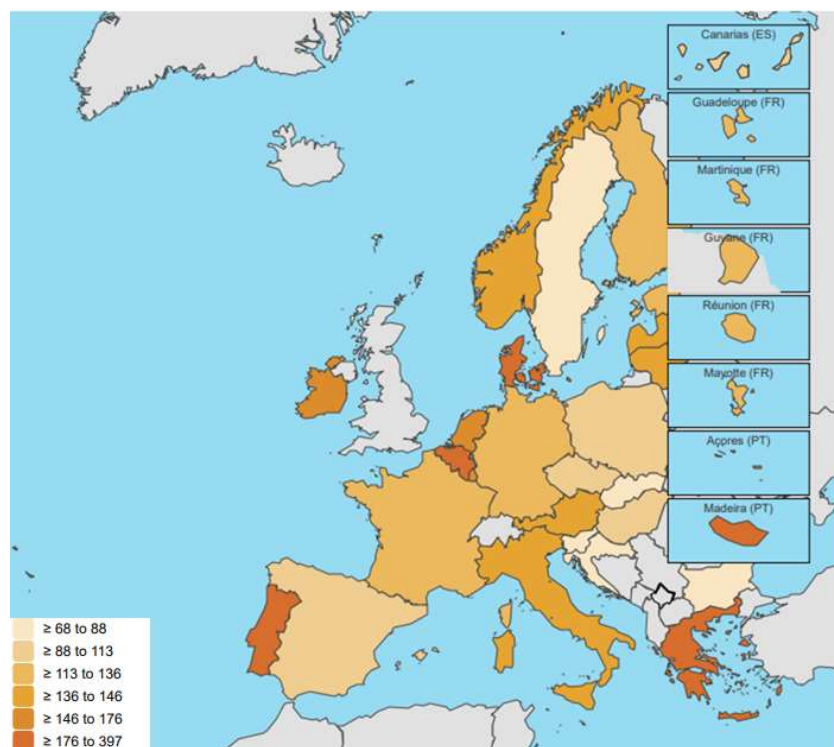 Canarias (ES)
Guadeloupe (FR)
Martinique (FR)
Guyane (FR)
Réunion (FR)
Mayotte (FR)
Açores (PT)
Madeira (PT)
≥ 68 to 88
≥ 88 to 113
≥ 113 to 136
≥ 136 to 146
≥ 146 to 176
≥ 176 to 397